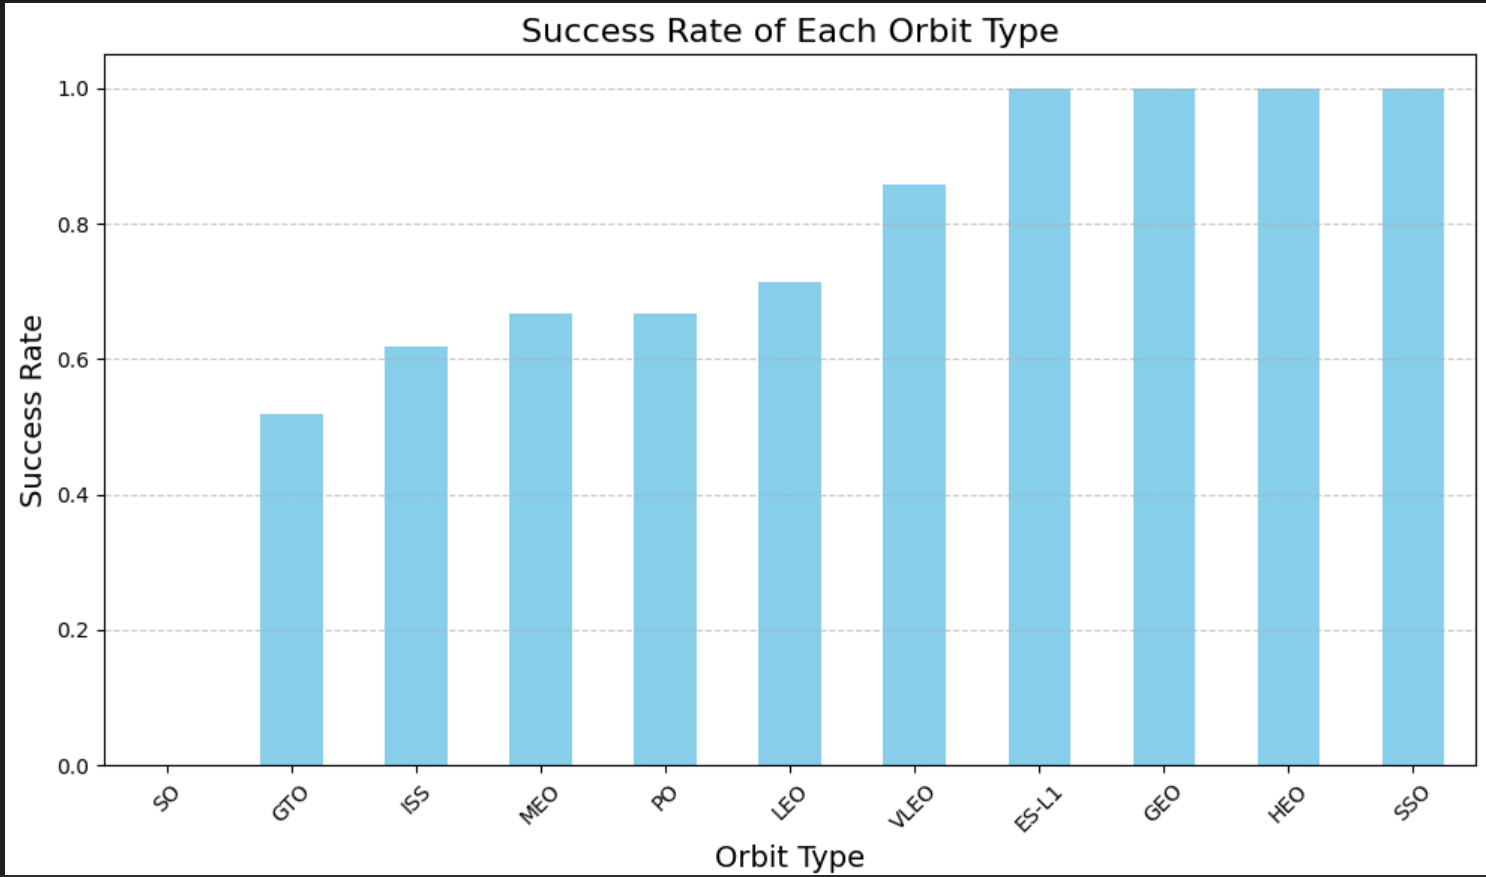 Success Rate of Each Orbit Type
1.0
0.8
0.6
0.4
0.2
0.0
Success Rate
SO GTO ISS MEO PO LEO VLEO ES-L1 GEO HEO SSO
Orbit Type